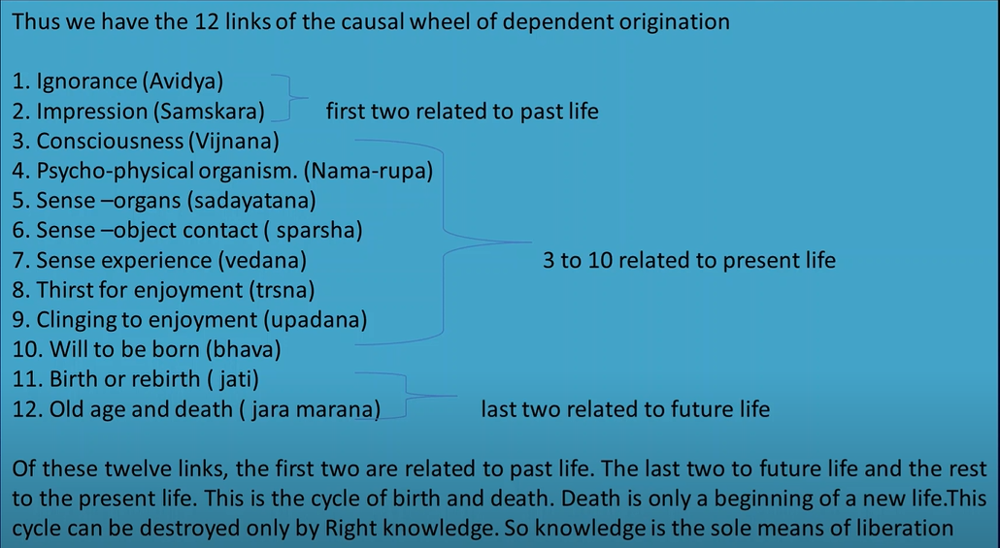 Thus we have the 12 links of the causal wheel of dependent origination
1. Ignorance (Avidya)
2. Impression (Samskara)
first two related to past life
3. Consciousness (Vijnana)
4. Psycho-physical organism. (Nama-rupa)
5. Sense –organs (sadayatana)
6. Sense –object contact ( sparsha)
7. Sense experience (vedana)
3 to 10 related to present life
8. Thirst for enjoyment (trsna)
9. Clinging to enjoyment (upadana)
10. Will to be born (bhava)
11. Birth or rebirth ( jati)
12. Old age and death ( jara marana)
last two related to future life
Of these twelve links, the first two are related to past life. The last two to future life and the rest
to the present life. This is the cycle of birth and death. Death is only a beginning of a new life.This
cycle can be destroyed only by Right knowledge. So knowledge is the sole means of liberation